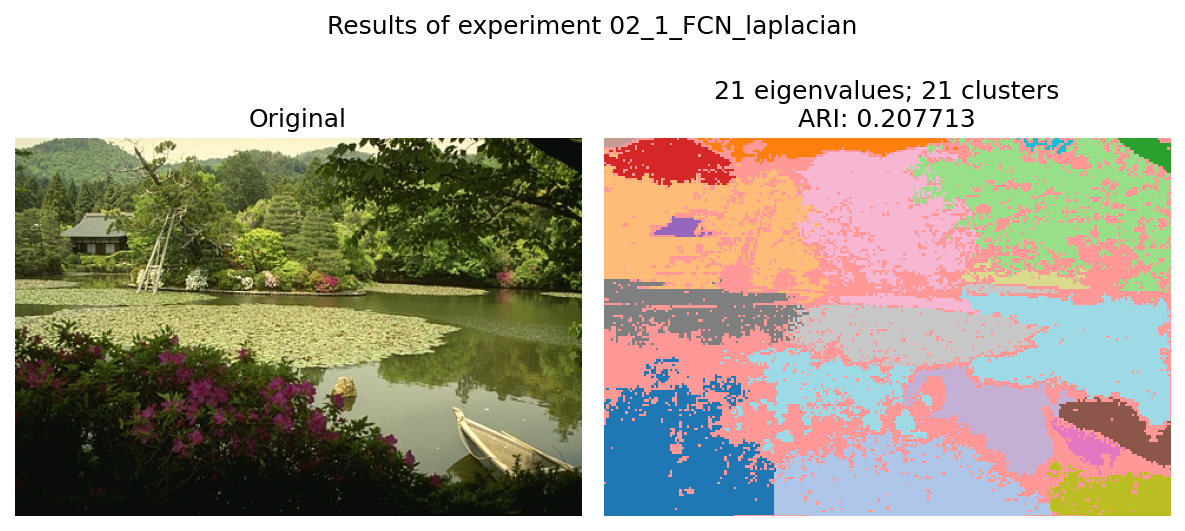 Results of experiment 02_1_FCN_laplacian
Original
21 eigenvalues; 21 clusters
ARI: 0.207713